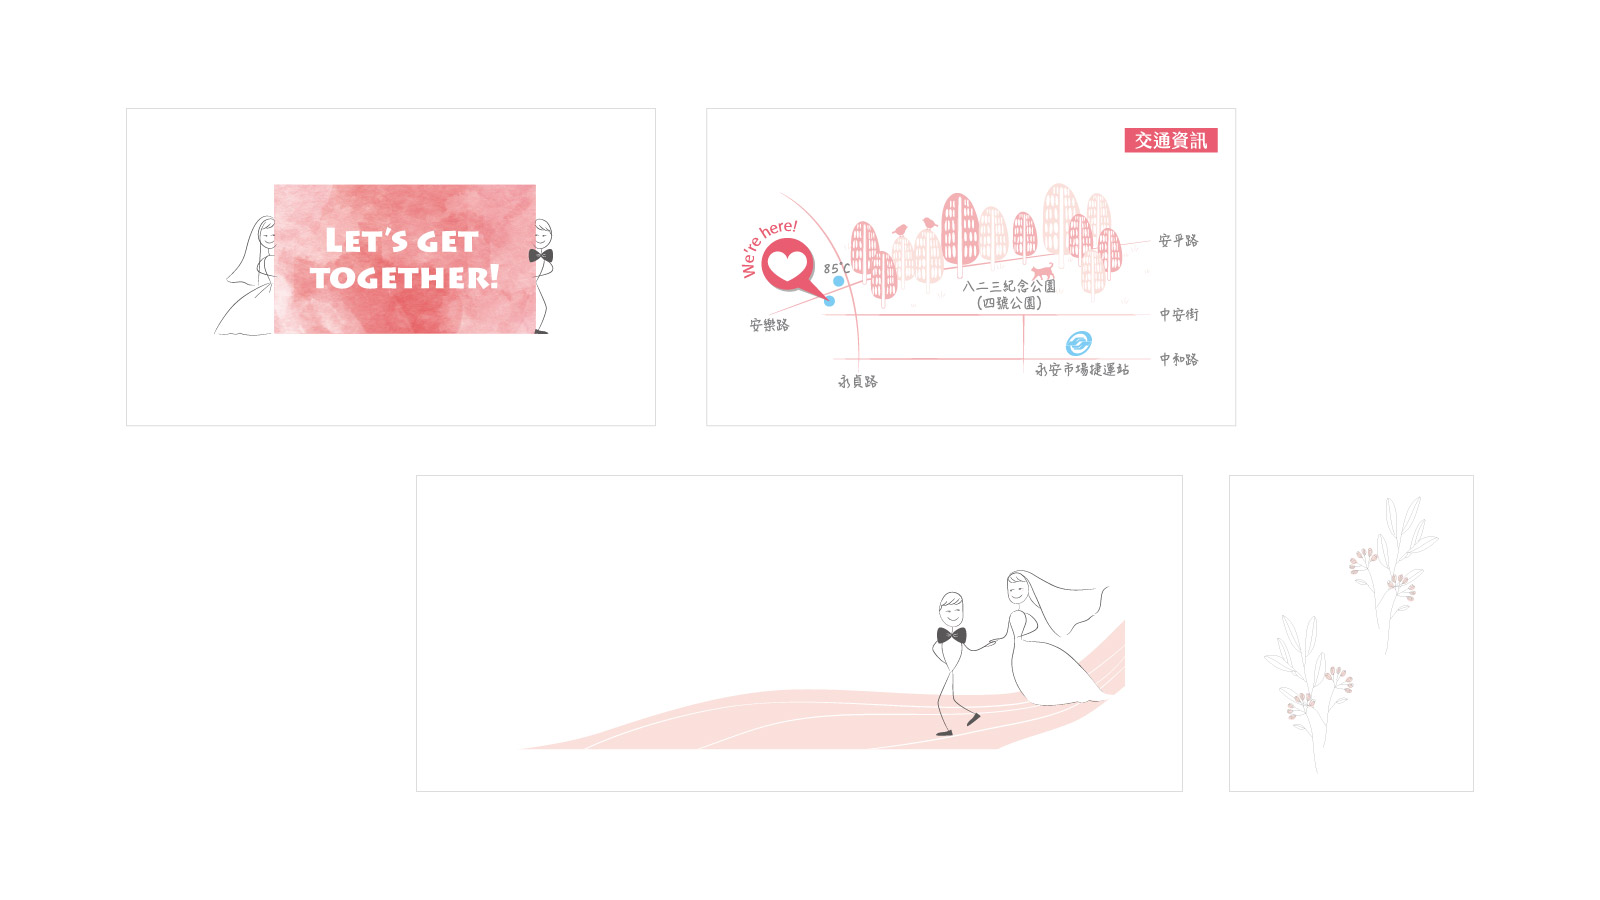 LET'S GET
TOGETHER!
交通資訊
We're here!
85°C
安平路
八二三紀念公園
(四號公園)
中安街
安樂路
中和路
永安市場捷運站
永貞路